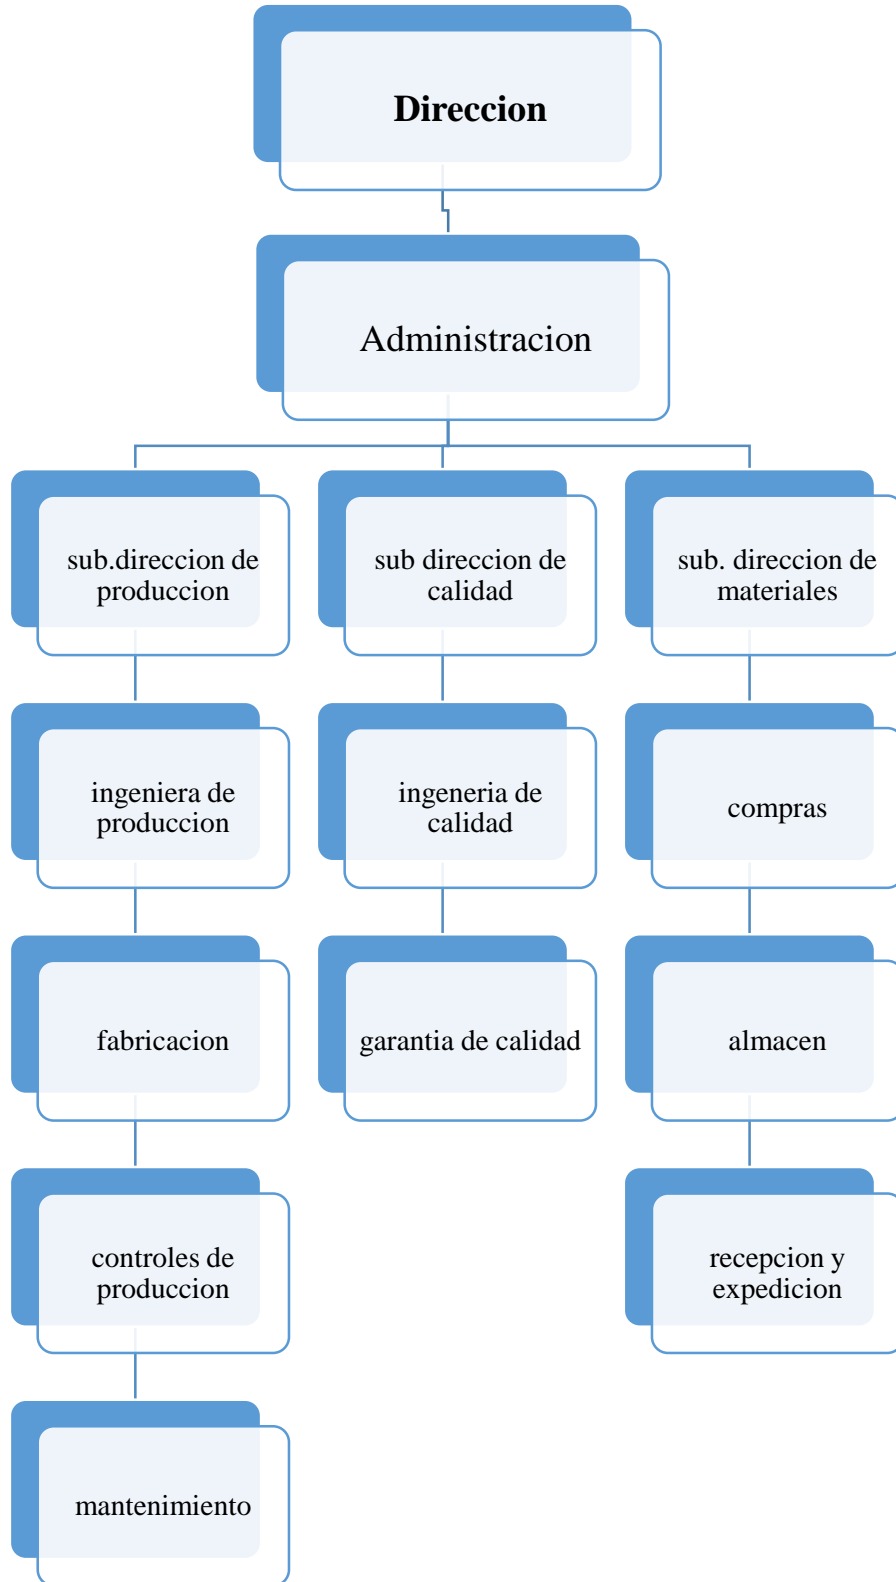 Direccion
Administracion
sub.direccion de
produccion
sub direccion de
calidad
sub. direccion de
materiales
ingeniera de
produccion
ingeneria de
calidad
compras
fabricacion
garantia de calidad
almacen
controles de
produccion
recepcion y
expedicion
mantenimiento